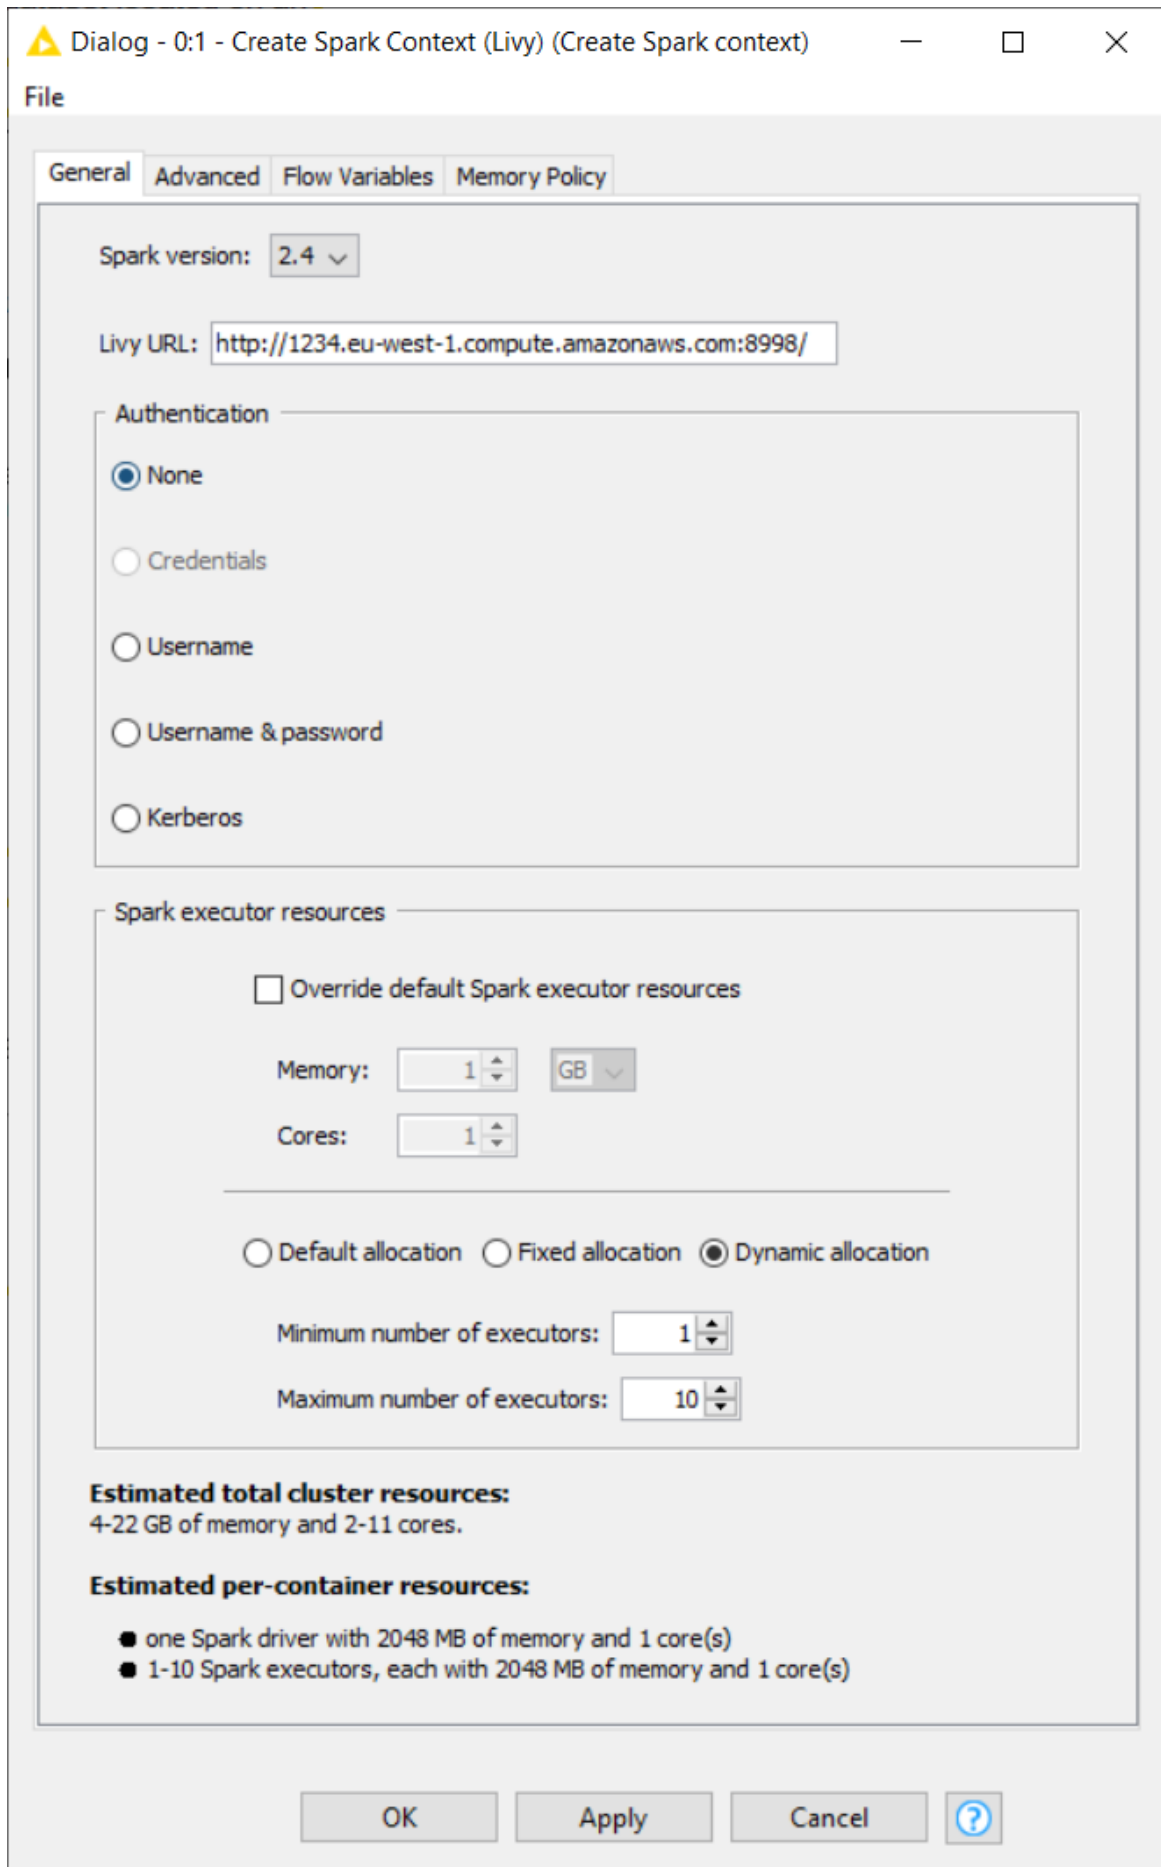 Dialog - 0:1 - Create Spark Context (Livy) (Create Spark context)
File
General Advanced Flow Variables Memory Policy
Spark version: 2.4
Livy URL: http://1234.eu-west-1.compute.amazonaws.com:8998/
Authentication
None
Credentials
Username
Username & password
Kerberos
Spark executor resources
Override default Spark executor resources
Memory: 1 GB
Cores: 1
Default allocation Fixed allocation Dynamic allocation
Minimum number of executors: 1
Maximum number of executors: 10
Estimated total cluster resources:
4-22 GB of memory and 2-11 cores.
Estimated per-container resources:
one Spark driver with 2048 MB of memory and 1 core(s)
1-10 Spark executors, each with 2048 MB of memory and 1 core(s)
OK Apply Cancel ?